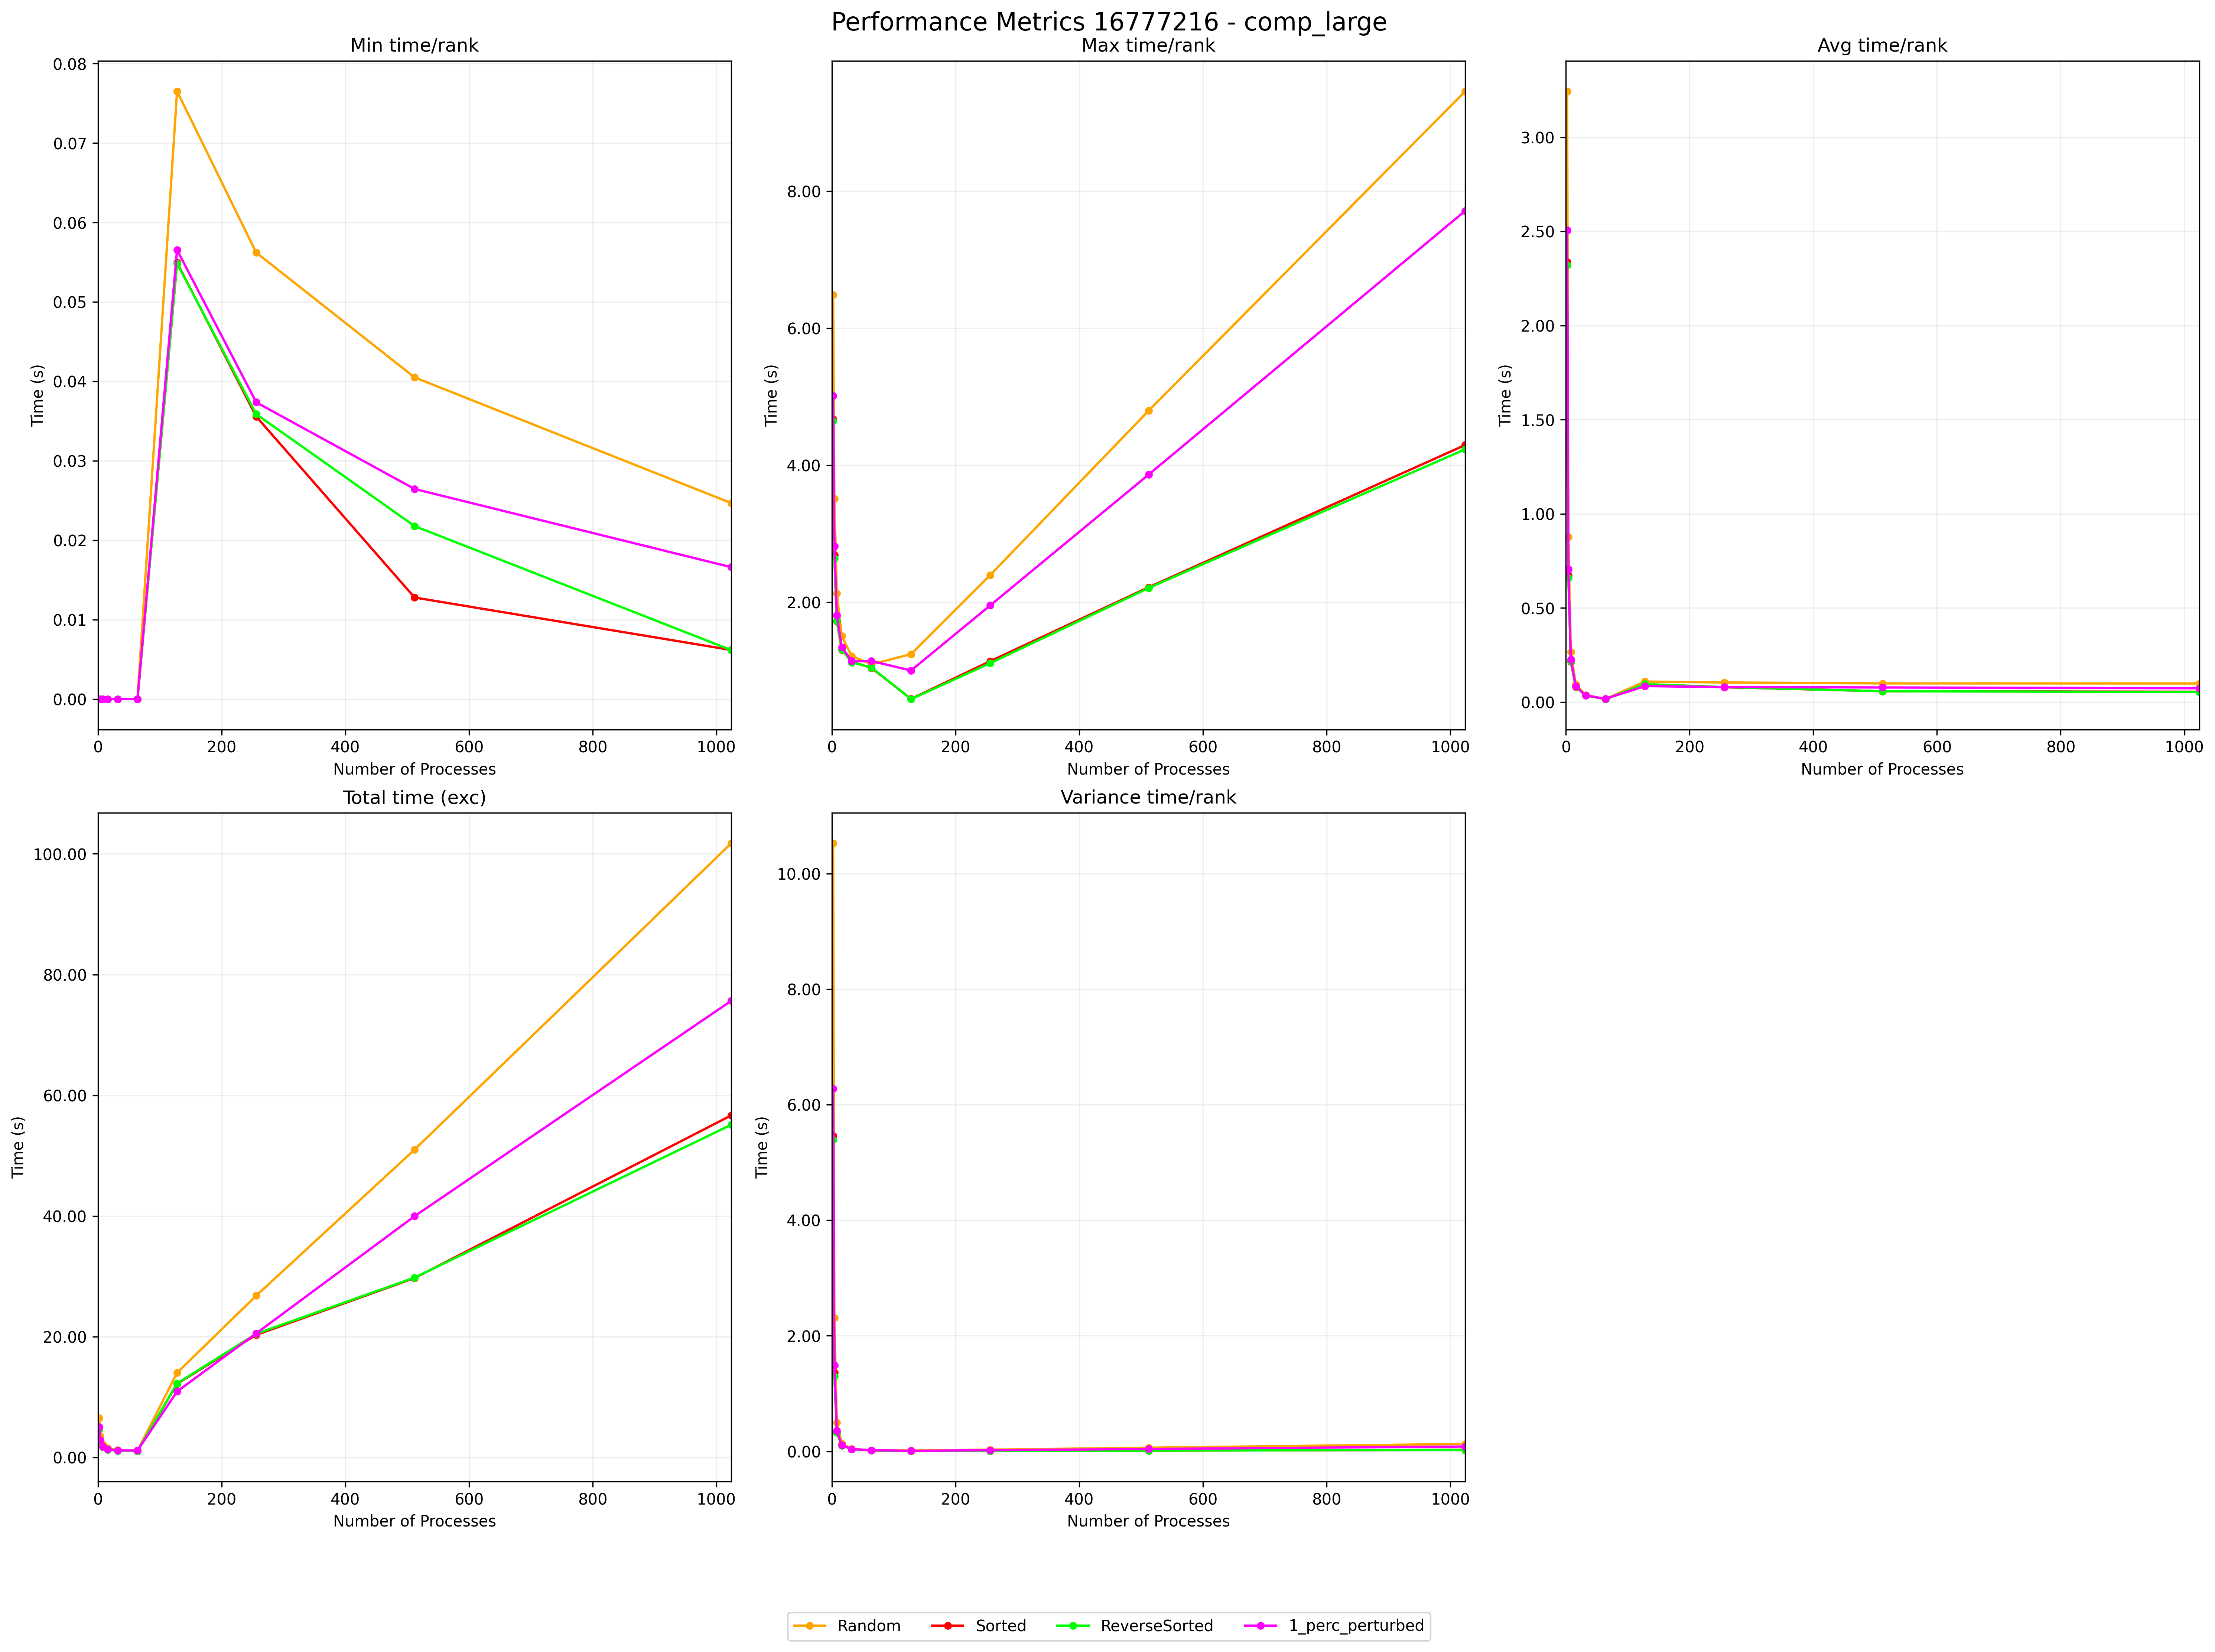 Performance Metrics 16777216 - comp_large
Min time/rank
Time (s)
0.08
0.07
0.06
0.05
0.04
0.03
0.02
0.01
0.00
0 200 400 600 800 1000
Number of Processes
Max time/rank
Time (s)
8.00
6.00
4.00
2.00
0 200 400 600 800 1000
Number of Processes
Avg time/rank
Time (s)
3.00
2.50
2.00
1.50
1.00
0.50
0.00
0 200 400 600 800 1000
Number of Processes
Total time (exc)
Time (s)
100.00
80.00
60.00
40.00
20.00
0.00
0 200 400 600 800 1000
Number of Processes
Variance time/rank
Time (s)
10.00
8.00
6.00
4.00
2.00
0.00
0 200 400 600 800 1000
Number of Processes
Random Sorted ReverseSorted 1_perc_perturbed